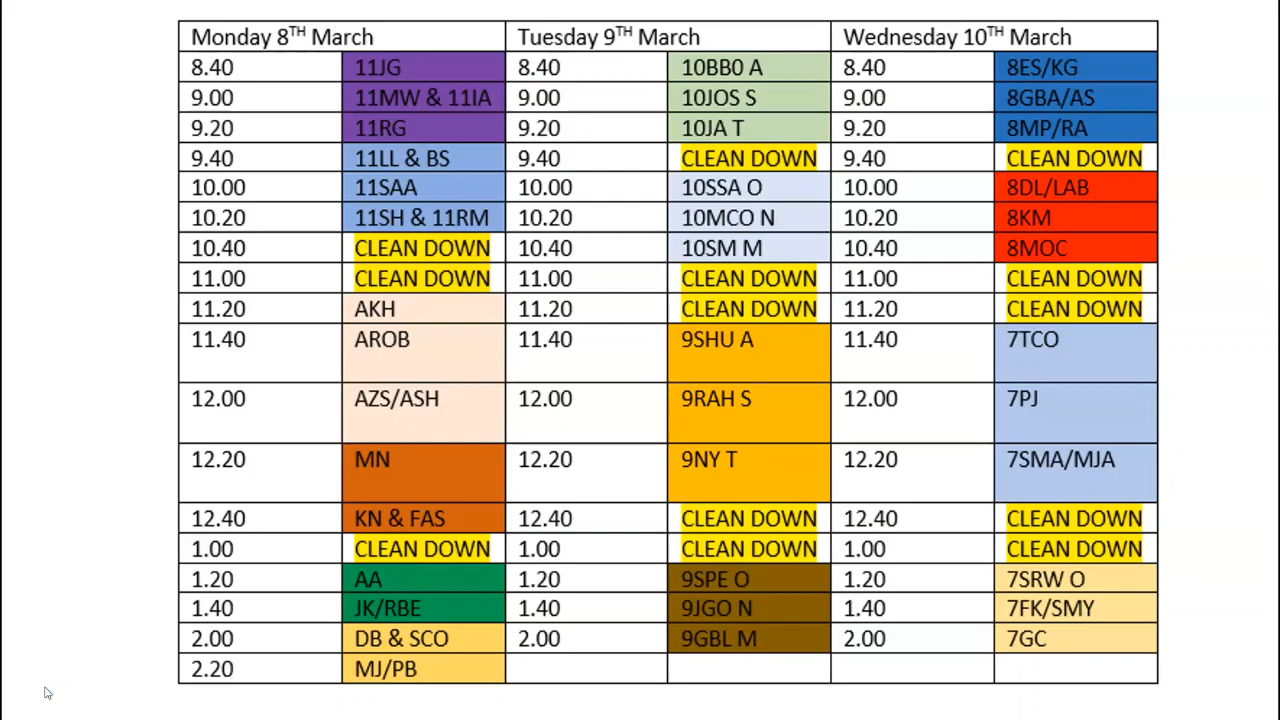 Monday 8TH March Tuesday 9TH March Wednesday 10TH March
8.40 11JG 8.40 10BB0 A 8.40 8ES/KG
9.00 11MW & 11IA 9.00 10JOS S 9.00 8GBA/AS
9.20 11RG 9.20 10JA T 9.20 8MP/RA
9.40 11LL & BS 9.40 CLEAN DOWN 9.40 CLEAN DOWN
10.00 11SAA 10.00 10SSA O 10.00 8DL/LAB
10.20 11SH & 11RM 10.20 10MCO N 10.20 8KM
10.40 CLEAN DOWN 10.40 10SM M 10.40 8MOC
11.00 CLEAN DOWN 11.00 CLEAN DOWN 11.00 CLEAN DOWN
11.20 AKH 11.20 CLEAN DOWN 11.20 CLEAN DOWN
11.40 AROB 11.40 9SHU A 11.40 7TCO
12.00 AZS/ASH 12.00 9RAH S 12.00 7PJ
12.20 MN 12.20 9NY T 12.20 7SMA/MJA
12.40 KN & FAS 12.40 CLEAN DOWN 12.40 CLEAN DOWN
1.00 CLEAN DOWN 1.00 CLEAN DOWN 1.00 CLEAN DOWN
1.20 AA 1.20 9SPE O 1.20 7SRW O
1.40 JK/RBE 1.40 9JGO N 1.40 7FK/SMY
2.00 DB & SCO 2.00 9GBL M 2.00 7GC
2.20 MJ/PB